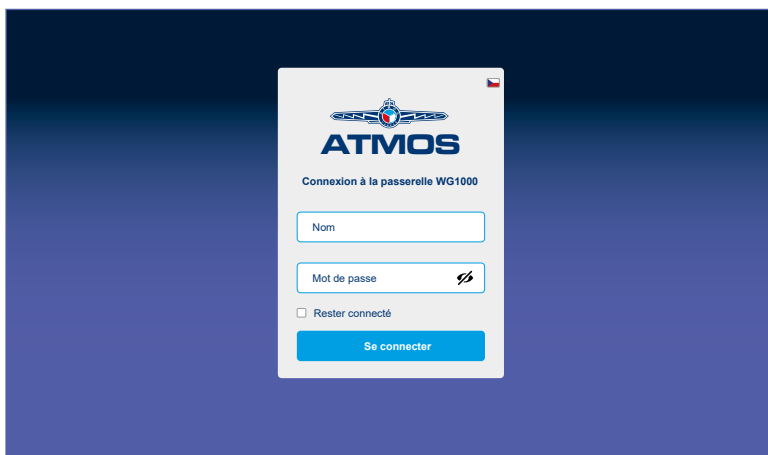 ATMOS
Connexion à la passerelle WG1000
Nom
Mot de passe
Rester connecté
Se connecter